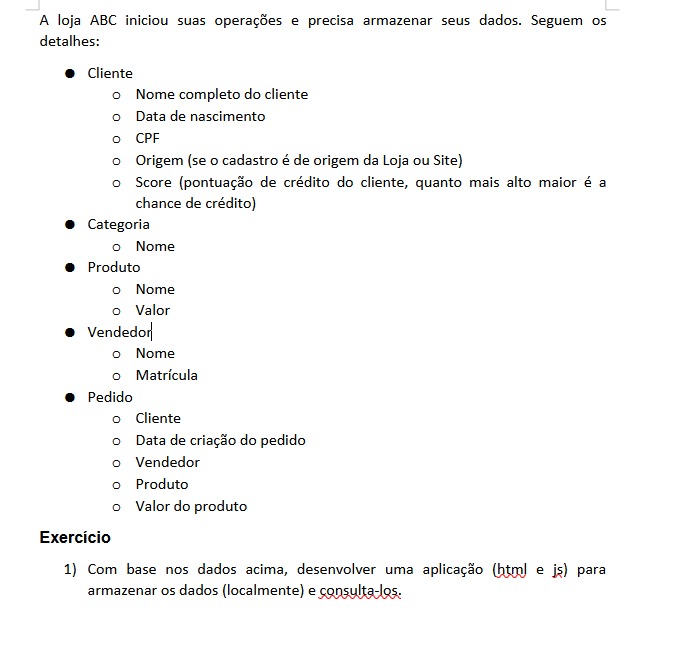 A loja ABC iniciou suas operações e precisa armazenar seus dados. Seguem os
detalhes:
● Cliente
o Nome completo do cliente
o Data de nascimento
o CPF
o Origem (se o cadastro é de origem da Loja ou Site)
o Score (pontuação de crédito do cliente, quanto mais alto maior é a
chance de crédito)
● Categoria
o Nome
● Produto
o Nome
o Valor
● Vendedor
o Nome
o Matrícula
● Pedido
o Cliente
o Data de criação do pedido
o Vendedor
o Produto
o Valor do produto
Exercício
1) Com base nos dados acima, desenvolver uma aplicação (html e js) para
armazenar os dados (localmente) e consulta-los.